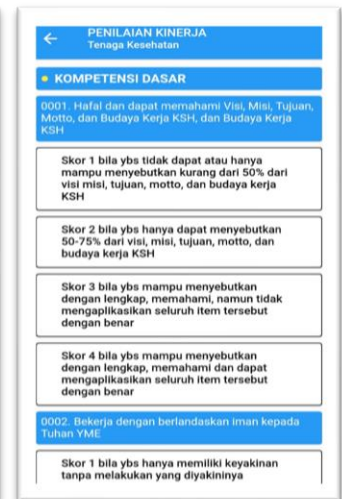 PENILAIAN KINERJA
Tenaga Kesehatan
KOMPETENSI DASAR
0001. Hafal dan dapat memahami Visi, Misi, Tujuan,
Motto, dan Budaya Kerja KSH, dan Budaya Kerja
KSH
Skor 1 bila ybs tidak dapat atau hanya
mampu menyebutkan kurang dari 50% dari
visi misi, tujuan, motto, dan budaya kerja
KSH
Skor 2 bila ybs hanya dapat menyebutkan
50-75% dari visi, misi, tujuan, motto, dan
budaya kerja KSH
Skor 3 bila ybs mampu menyebutkan
dengan lengkap, memahami, namun tidak
mengaplikasikan seluruh item tersebut
dengan benar
Skor 4 bila ybs mampu menyebutkan
dengan lengkap, memahami dan dapat
mengaplikasikan seluruh item tersebut
dengan benar
0002. Bekerja dengan berlandaskan iman kepada
Tuhan YME
Skor 1 bila ybs hanya memiliki keyakinan
tanpa melakukan yang diyakininya